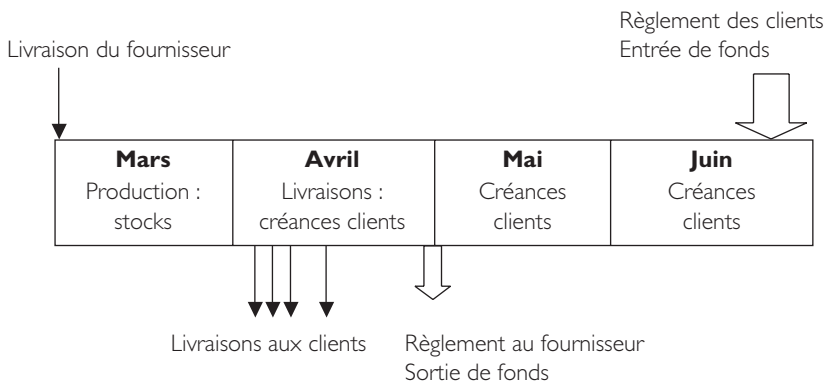 Règlement des clients
Entrée de fonds
Livraison du fournisseur
Mars
Production :
stocks
Avril
Livraisons :
créances clients
Mai
Créances
clients
Juin
Créances
clients
Livraisons aux clients
Règlement au fournisseur
Sortie de fonds